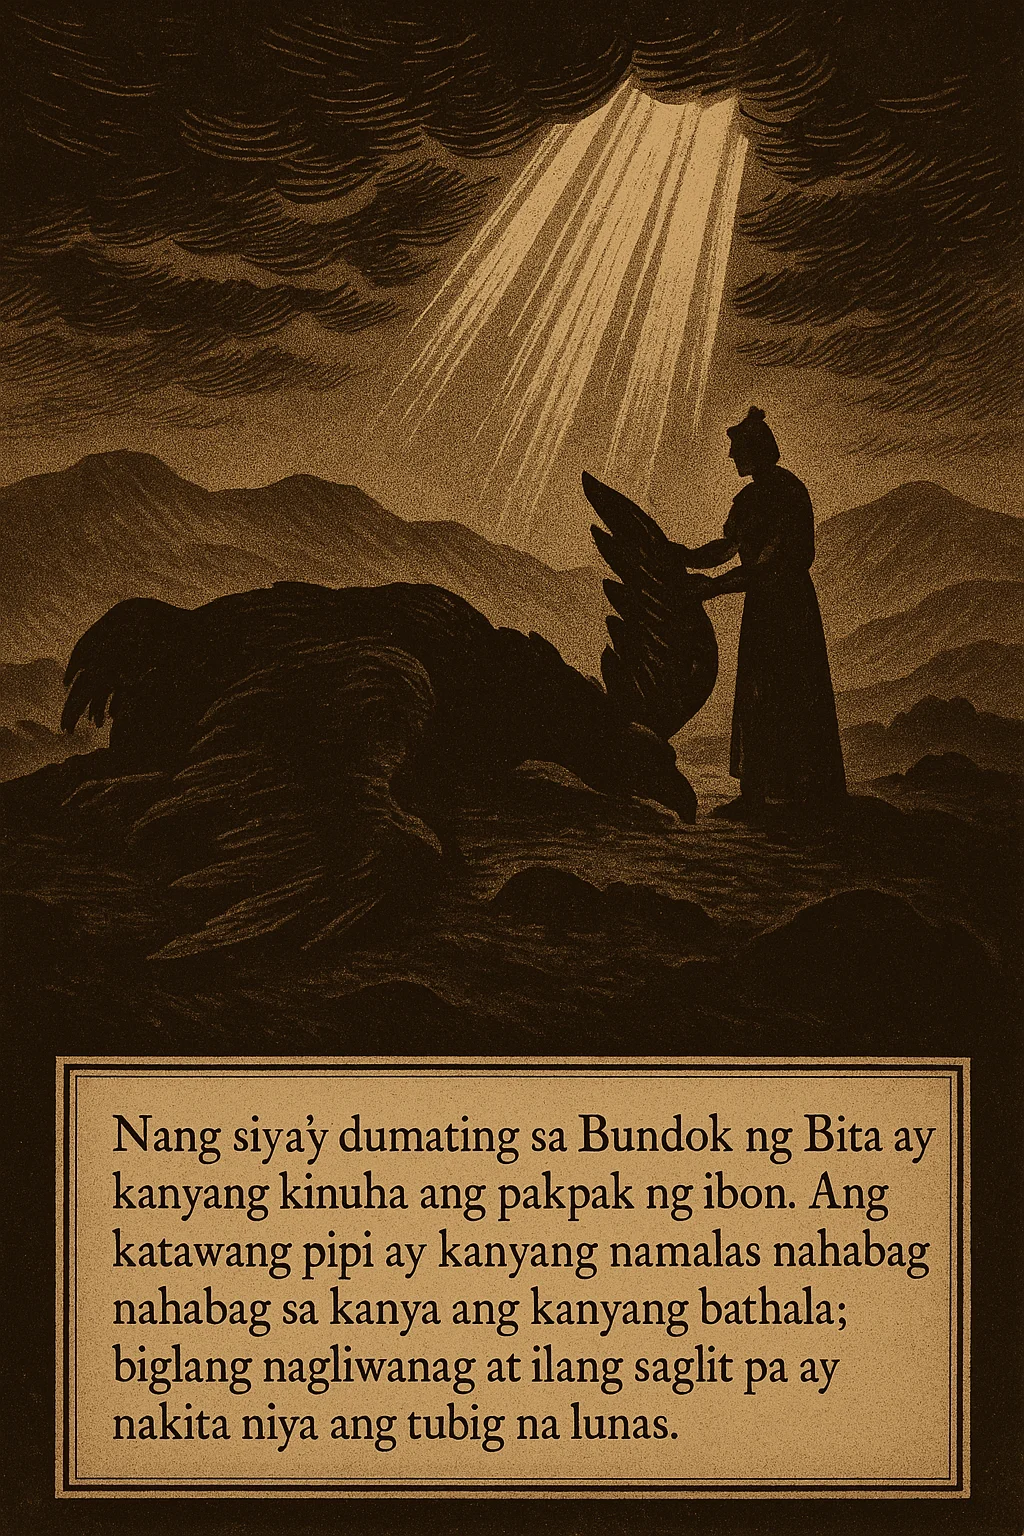 Nang siya'y dumating sa Bundok ng Bita ay
kanyang kinuha ang pakpak ng ibon. Ang
katawang pipi ay kanyang namalas nahabag
nahabag sa kanya ang kanyang bathala;
biglang nagliwanag at ilang saglit pa ay
nakita niya ang tubig na lunas.